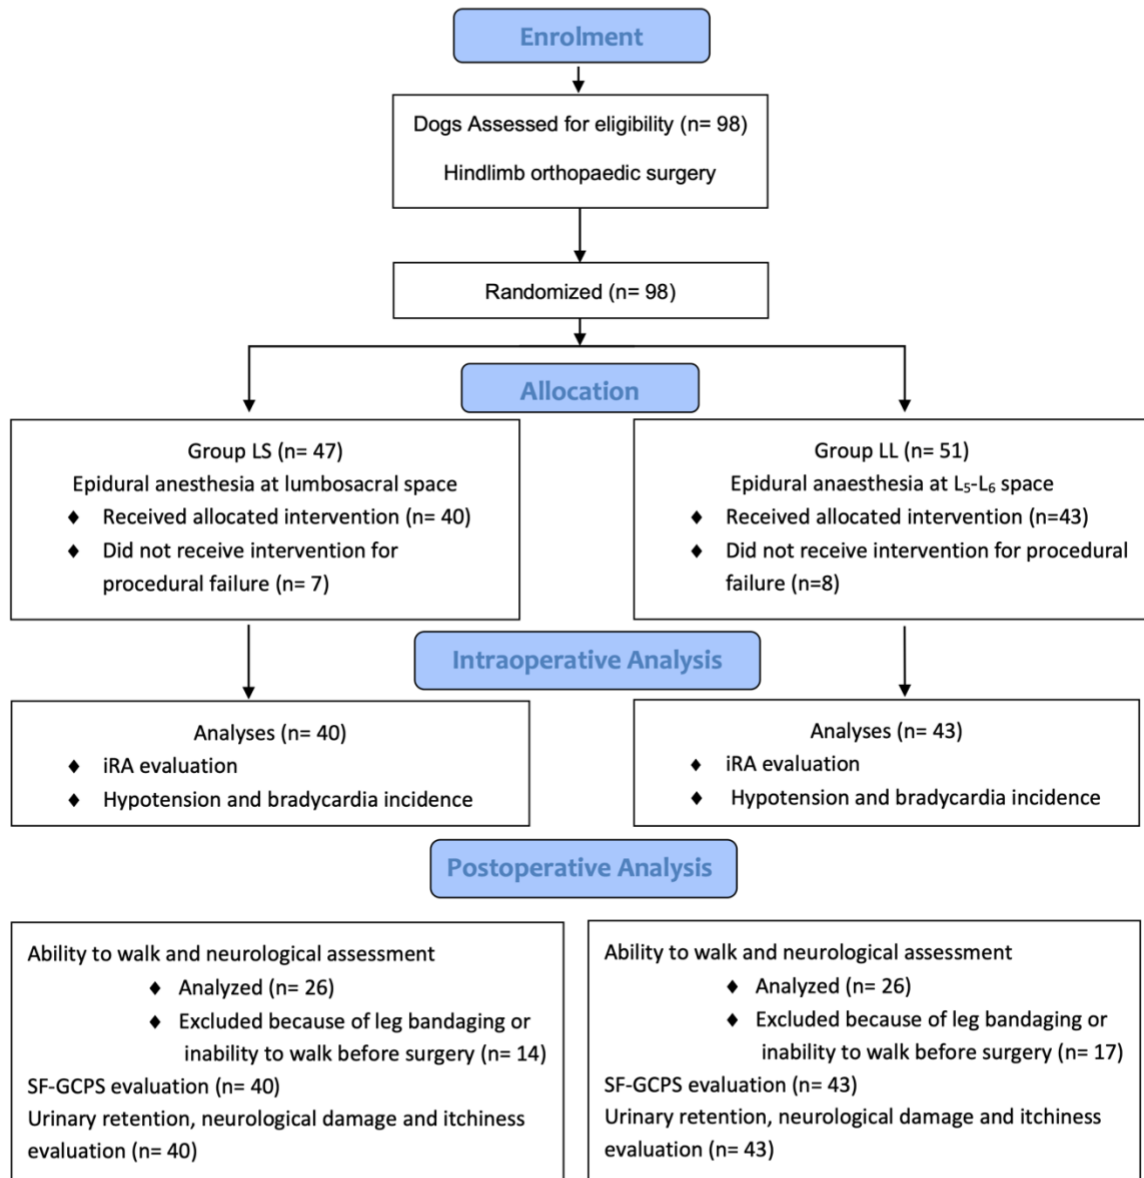 Enrolment
Dogs Assessed for eligibility (n= 98)
Hindlimb orthopaedic surgery
Randomized (n= 98)
Allocation
Group LS (n= 47)
Epidural anesthesia at lumbosacral space
♦ Received allocated intervention (n= 40)
♦ Did not receive intervention for
procedural failure (n= 7)
Group LL (n= 51)
Epidural anaesthesia at L₅-L₆ space
♦ Received allocated intervention (n=43)
♦ Did not receive intervention for procedural
failure (n=8)
Intraoperative Analysis
Analyses (n= 40)
♦ iRA evaluation
♦ Hypotension and bradycardia incidence
Analyses (n= 43)
♦ iRA evaluation
♦ Hypotension and bradycardia incidence
Postoperative Analysis
Ability to walk and neurological assessment
♦ Analyzed (n= 26)
♦ Excluded because of leg bandaging or
inability to walk before surgery (n= 14)
SF-GCPS evaluation (n= 40)
Urinary retention, neurological damage and itchiness
evaluation (n= 40)
Ability to walk and neurological assessment
♦ Analyzed (n= 26)
♦ Excluded because of leg bandaging or
inability to walk before surgery (n= 17)
SF-GCPS evaluation (n= 43)
Urinary retention, neurological damage and itchiness
evaluation (n= 43)